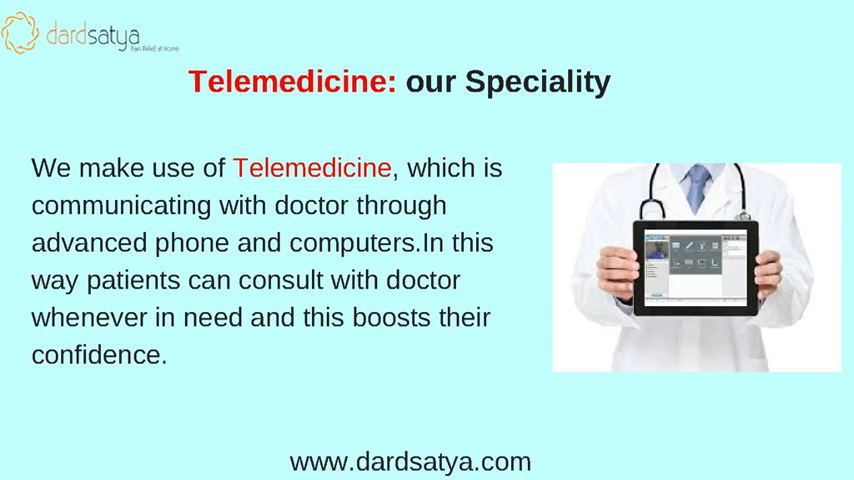 dardsatya
Pain Relief at Home
Telemedicine: our Speciality
We make use of Telemedicine, which is
communicating with doctor through
advanced phone and computers.In this
way patients can consult with doctor
whenever in need and this boosts their
confidence.
www.dardsatya.com